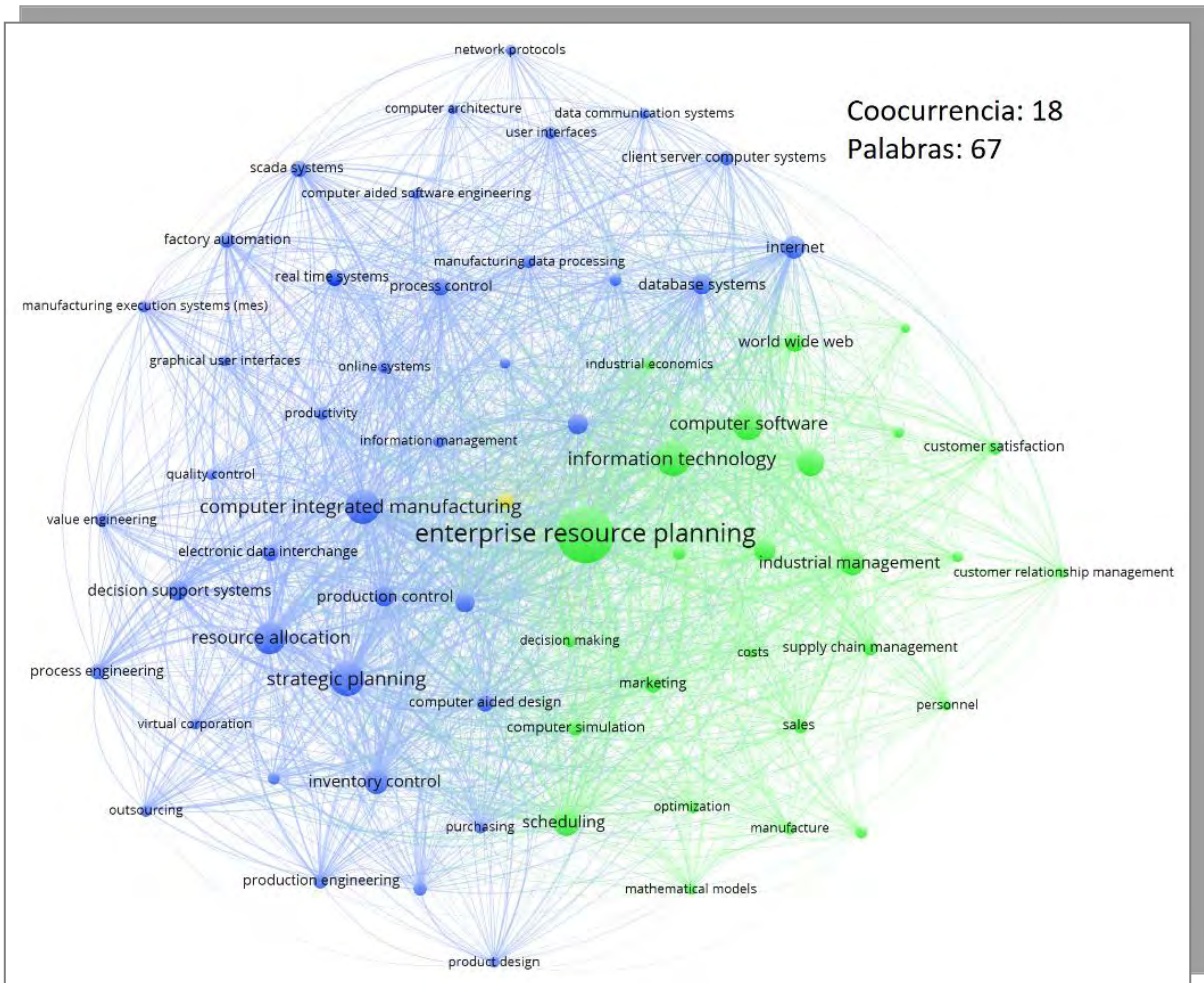 network protocols
computer architecture
data communication systems
user interfaces
Coocurrencia: 18
Palabras: 67
client server computer systems
scada systems
computer aided software engineering
factory automation
internet
manufacturing data processing
real time systems
process control
database systems
manufacturing execution systems (mes)
world wide web
graphical user interfaces
online systems
industrial economics
productivity
computer software
information management
customer satisfaction
information technology
quality control
computer integrated manufacturing
value engineering
enterprise resource planning
electronic data interchange
industrial management
customer relationship management
decision support systems
production control
resource allocation
decision making
costs
supply chain management
process engineering
strategic planning
marketing
computer aided design
personnel
virtual corporation
computer simulation
sales
inventory control
outsourcing
optimization
purchasing
scheduling
manufacture
production engineering
mathematical models
product design